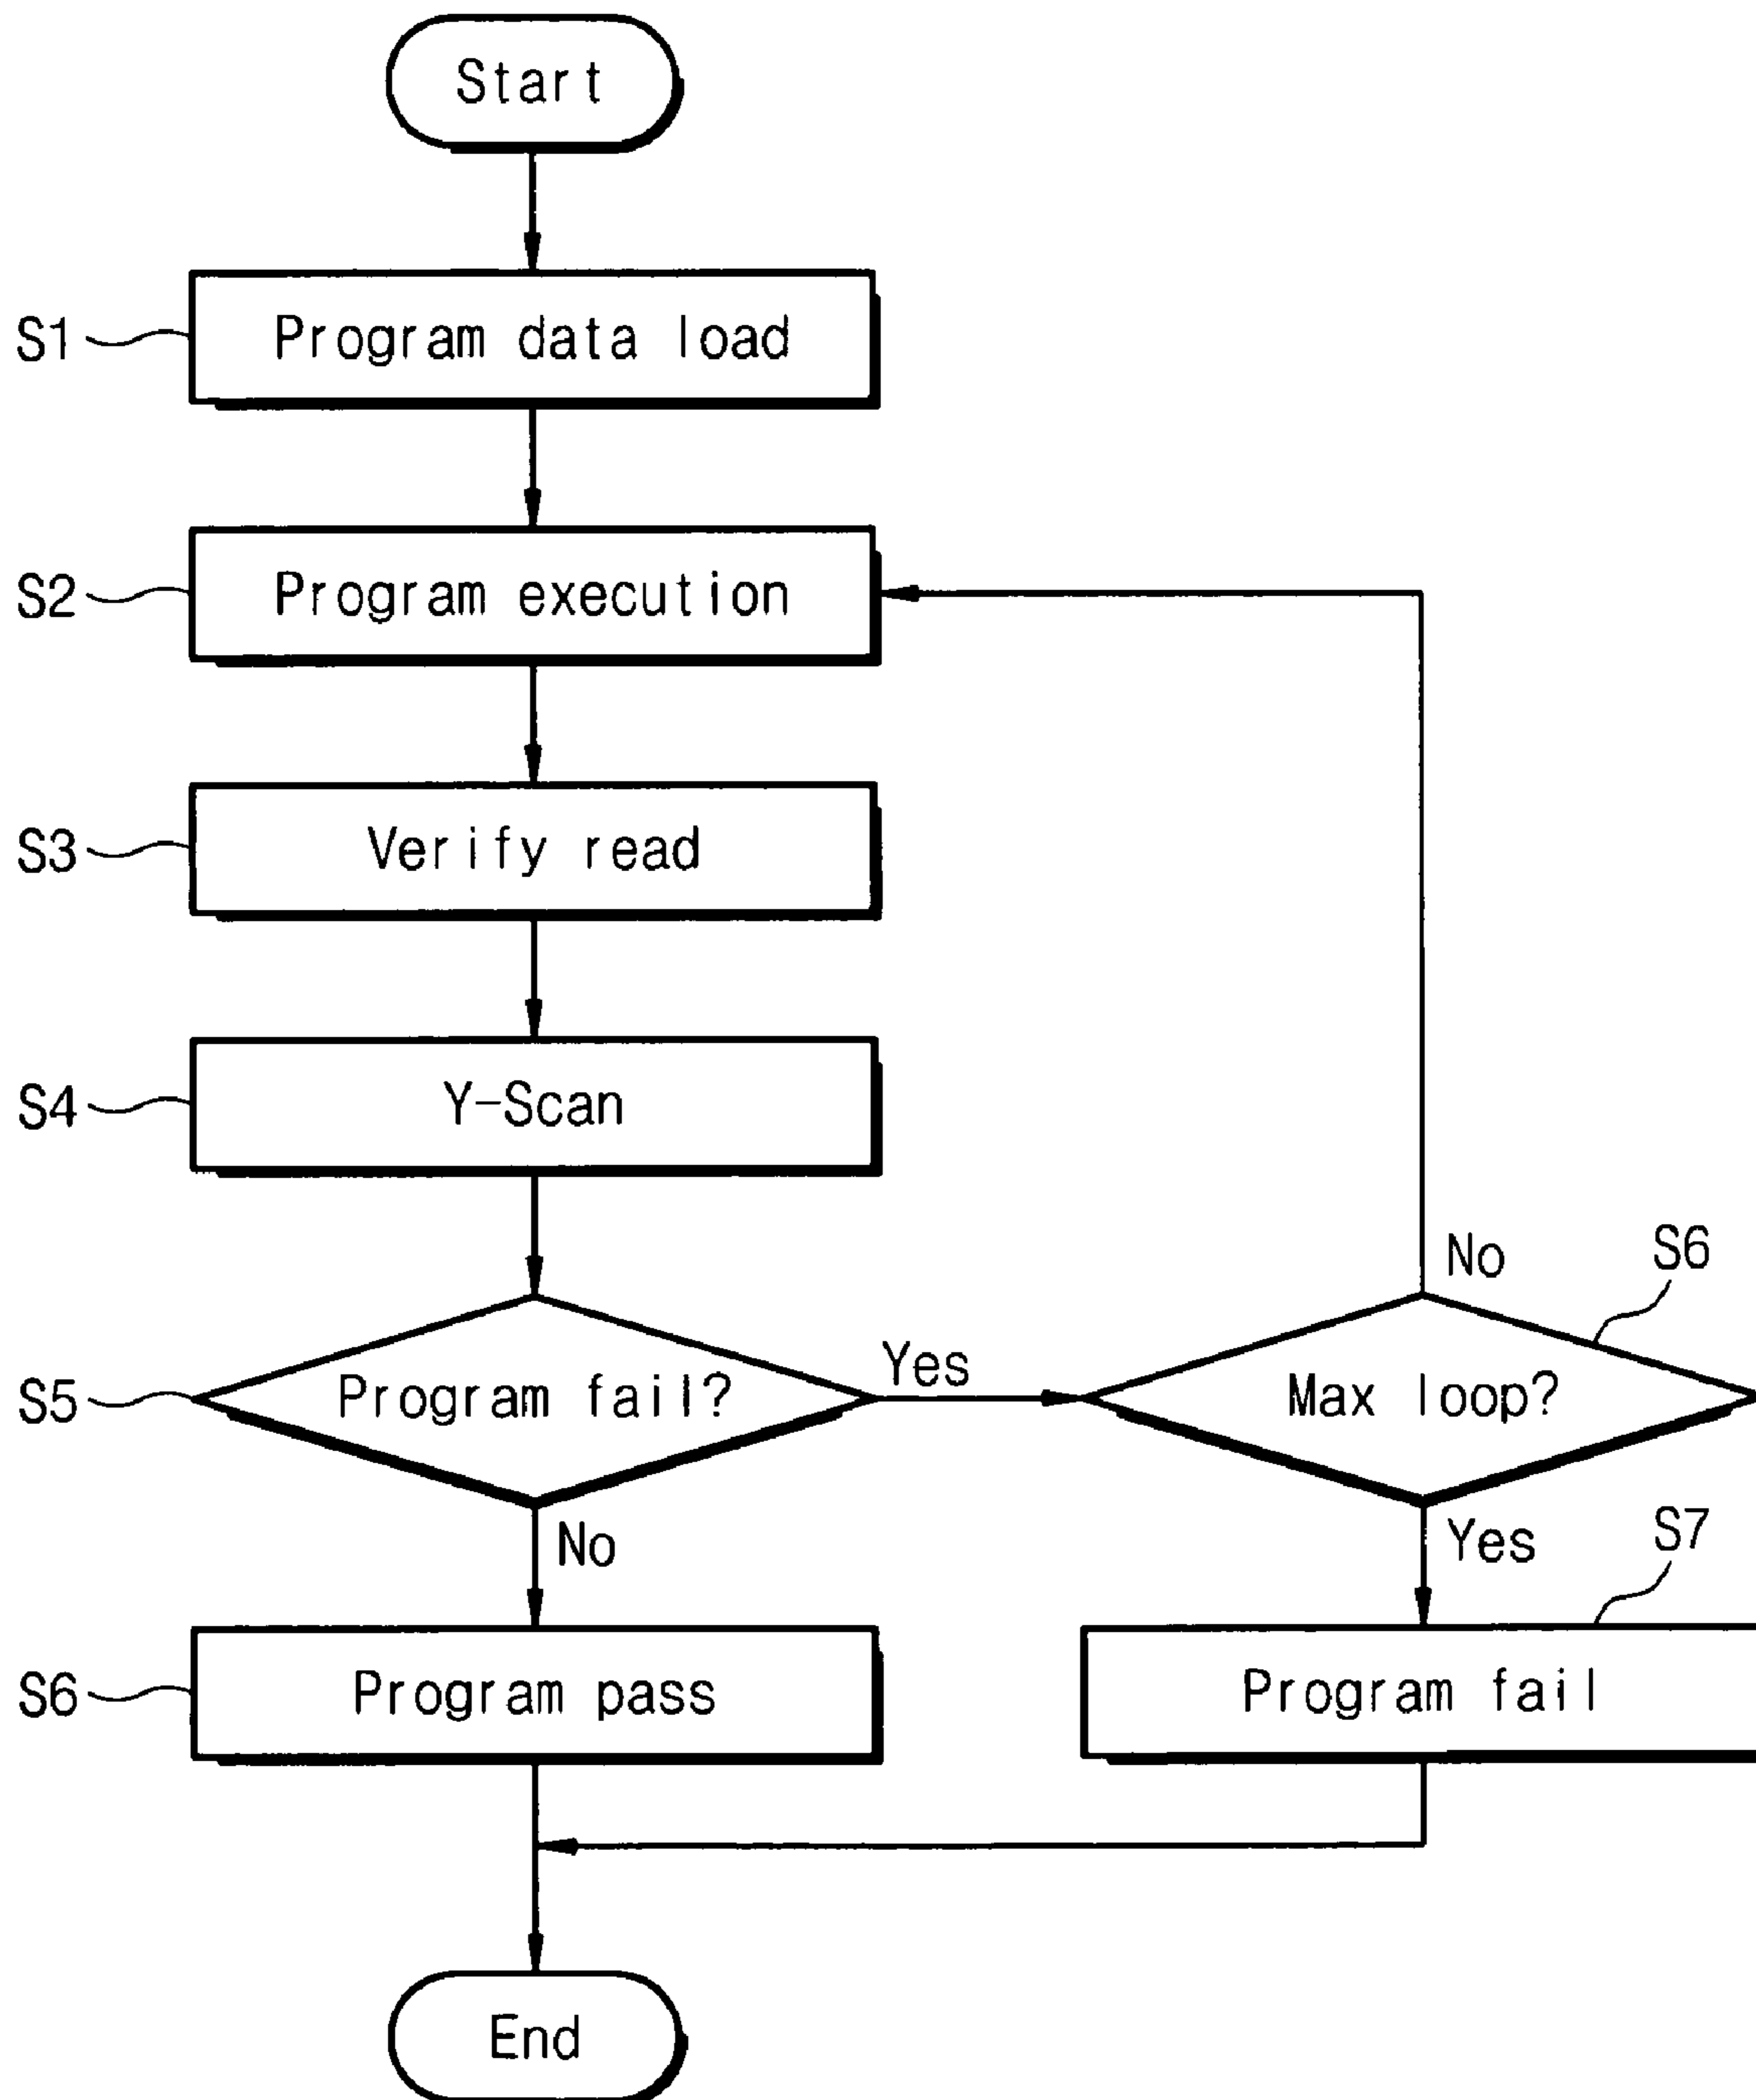 Start
S1
Program data load
S2
Program execution
S3
Verify read
S4
Y-Scan
No
S6
S5
Program fail?
Yes
Max loop?
No
Yes
S7
S6
Program pass
Program fail
End